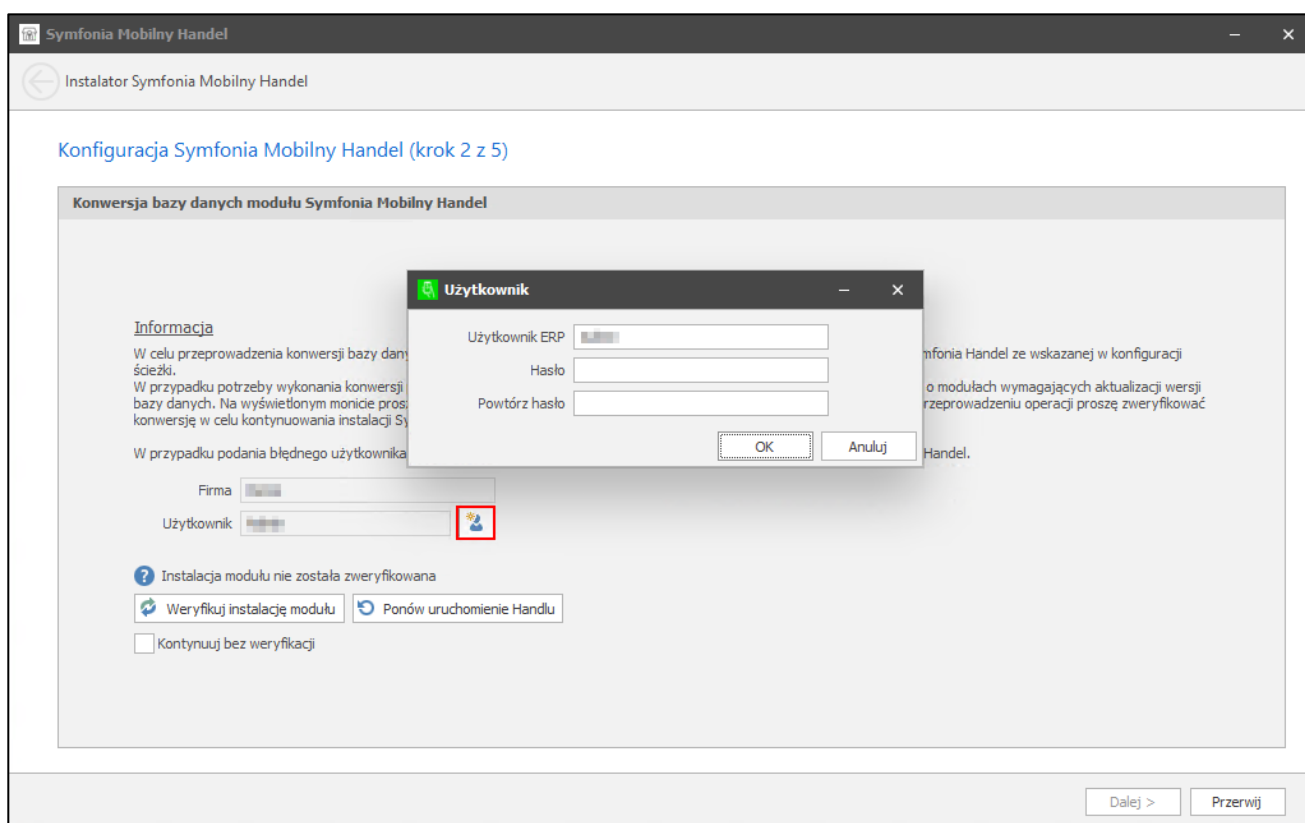 Symfonia Mobilny Handel
Instalator Symfonia Mobilny Handel
Konfiguracja Symfonia Mobilny Handel (krok 2 z 5)
Konwersja bazy danych modułu Symfonia Mobilny Handel
Użytkownik
Użytkownik ERP
Hasło
Powtórz hasło
OK Anuluj
Informacja
W celu przeprowadzenia konwersji bazy dany mfonia Handel ze wskazanej w konfiguracji
ścieżki.
W przypadku potrzeby wykonania konwersji o modułach wymagających aktualizacji wersji
bazy danych. Na wyświetlonym monicie pros rzeprowadzeniu operacji proszę zweryfikować
konwersję w celu kontynuowania instalacji Sy
W przypadku podania błędnego użytkownika Handel.
Firma
Użytkownik
Instalacja modułu nie została zweryfikowana
Weryfikuj instalację modułu Ponów uruchomienie Handlu
Kontynuuj bez weryfikacji
Dalej > Przerwij